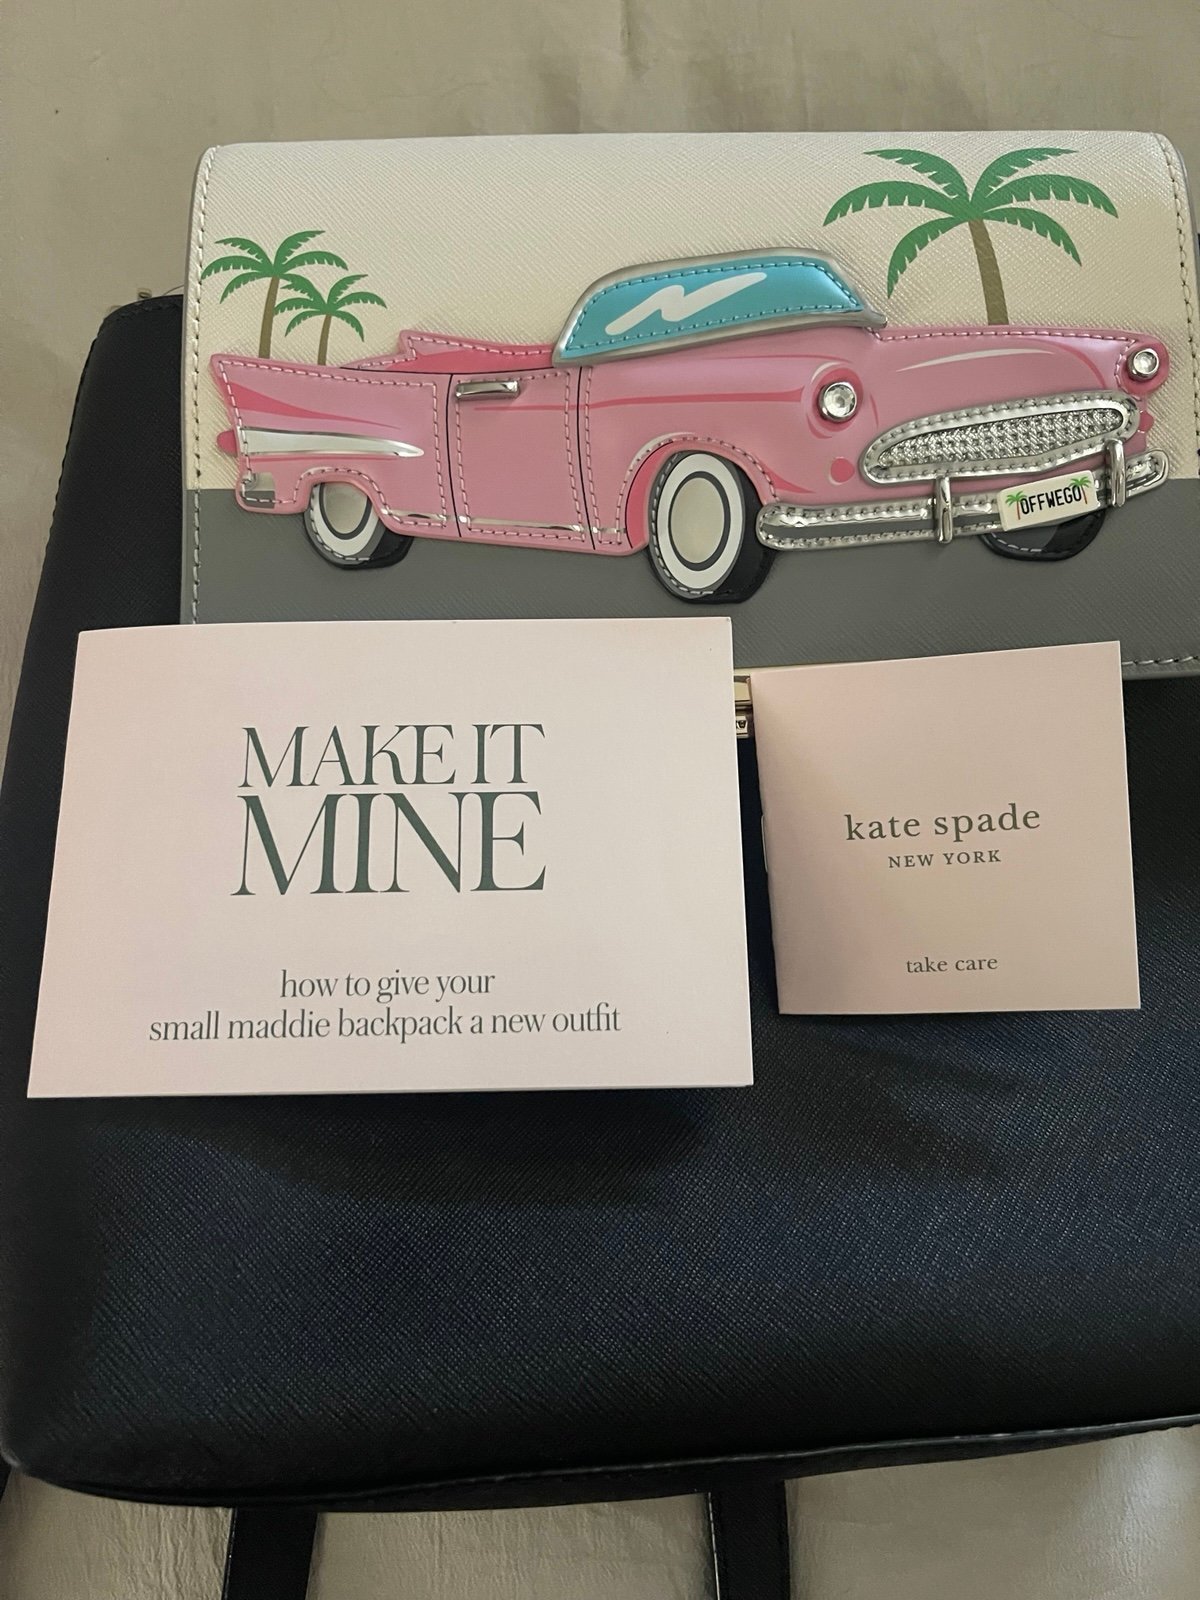 OFFWEGO
MAKE IT
MINE
how to give your
small maddie backpack a new outfit
kate spade
NEW YORK
take care